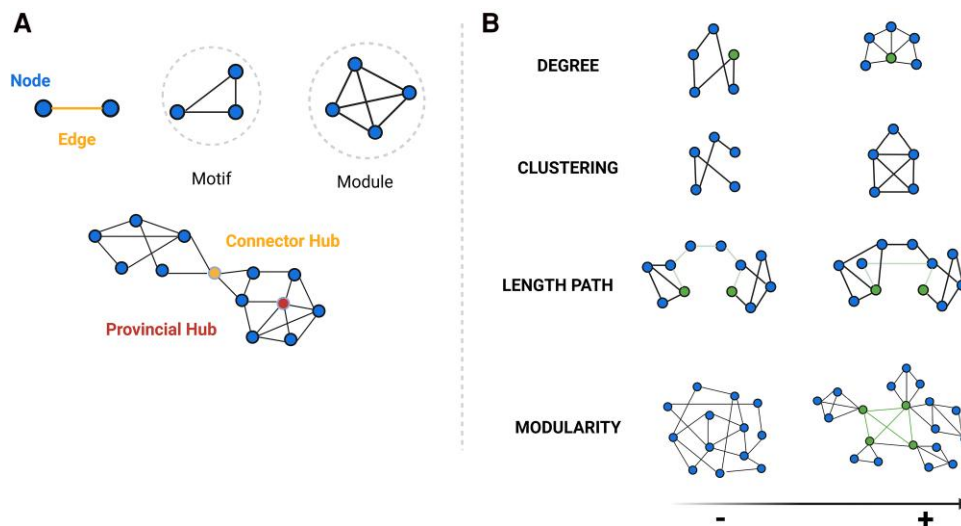 A
Node
Edge
Motif
Module
Connector Hub
Provincial Hub
B
DEGREE
CLUSTERING
LENGTH PATH
MODULARITY
- +